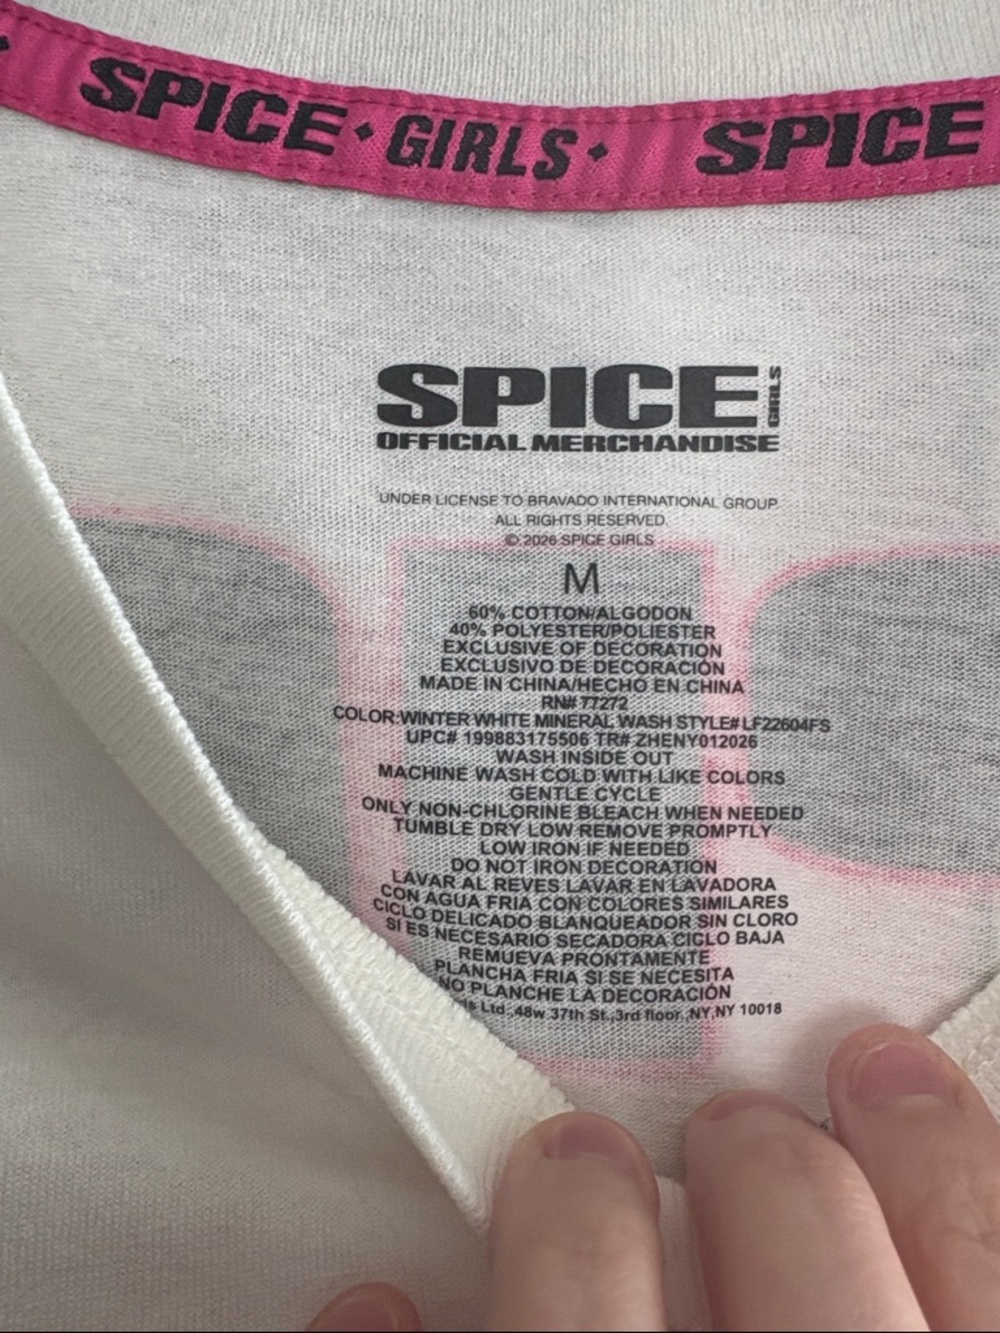 SPICE • GIRLS • SPICE
SPICE GIRLS
OFFICIAL MERCHANDISE
UNDER LICENSE TO BRAVADO INTERNATIONAL GROUP
ALL RIGHTS RESERVED.
© 2026 SPICE GIRLS
M
60% COTTON/ALGODON
40% POLYESTER/POLIESTER
EXCLUSIVE OF DECORATION
EXCLUSIVO DE DECORACIÓN
MADE IN CHINA/HECHO EN CHINA
RN# 77272
COLOR:WINTER WHITE MINERAL WASH STYLE# LF22604FS
UPC# 199883175506 TR# ZHENY012026
WASH INSIDE OUT
MACHINE WASH COLD WITH LIKE COLORS
GENTLE CYCLE
ONLY NON-CHLORINE BLEACH WHEN NEEDED
TUMBLE DRY LOW REMOVE PROMPTLY
LOW IRON IF NEEDED
DO NOT IRON DECORATION
LAVAR AL REVES LAVAR EN LAVADORA
CON AGUA FRIA CON COLORES SIMILARES
CICLO DELICADO BLANQUEADOR SIN CLORO
SI ES NECESARIO SECADORA CICLO BAJA
REMUEVA PRONTAMENTE
PLANCHA FRIA SI SE NECESITA
NO PLANCHE LA DECORACIÓN
Ltd.,48w 37th St.,3rd floor,,NY,NY 10018